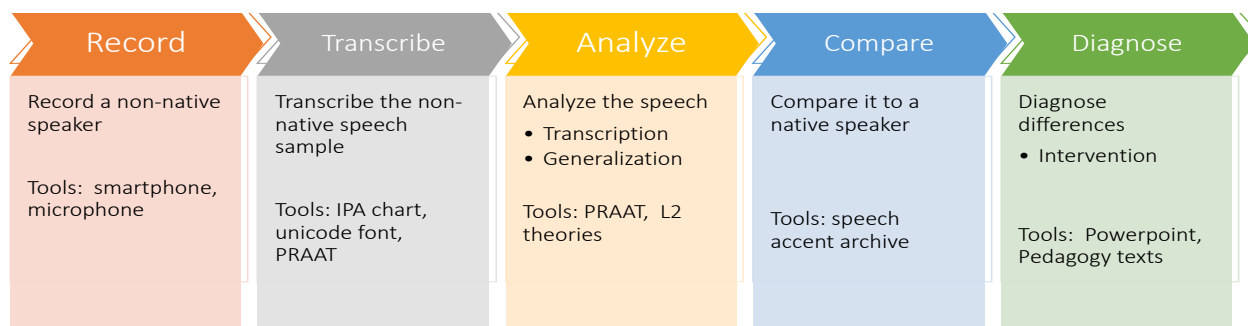 Record
Record a non-native
speaker
Tools:  smartphone,
microphone
Transcribe
Transcribe the non-
native speech
sample
Tools: IPA chart,
unicode font,
PRAAT
Analyze
Analyze the speech
• Transcription
• Generalization
Tools: PRAAT,  L2
theories
Compare
Compare it to a
native speaker
Tools: speech
accent archive
Diagnose
Diagnose
differences
• Intervention
Tools:  Powerpoint,
Pedagogy texts